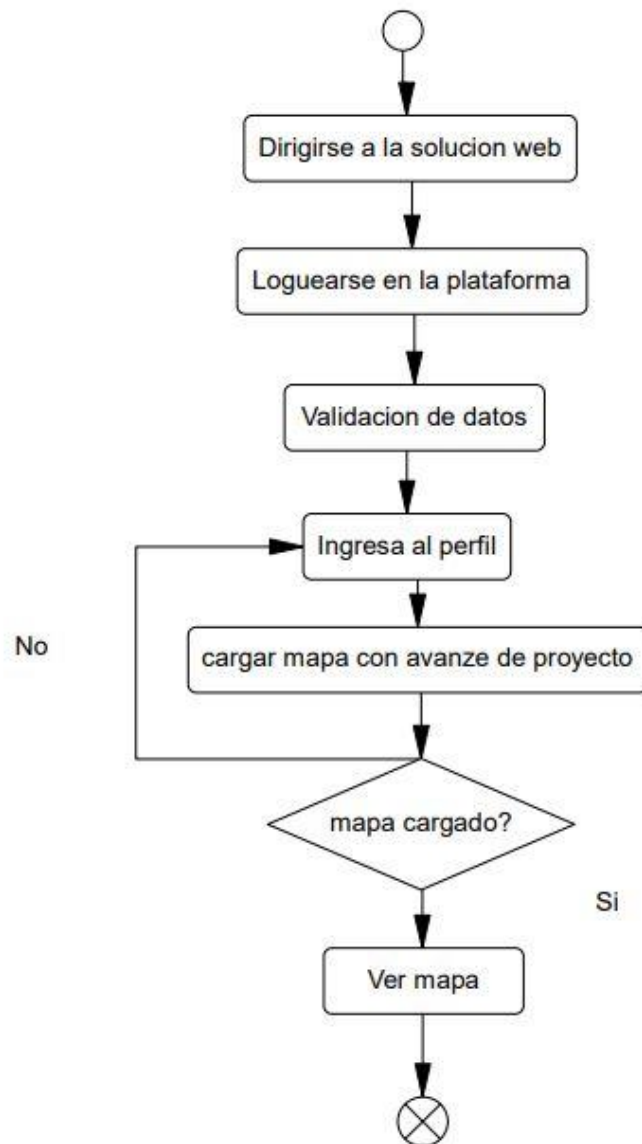 Dirigirse a la solucion web
Loguearse en la plataforma
Validacion de datos
Ingresa al perfil
No
cargar mapa con avanze de proyecto
mapa cargado?
Si
Ver mapa